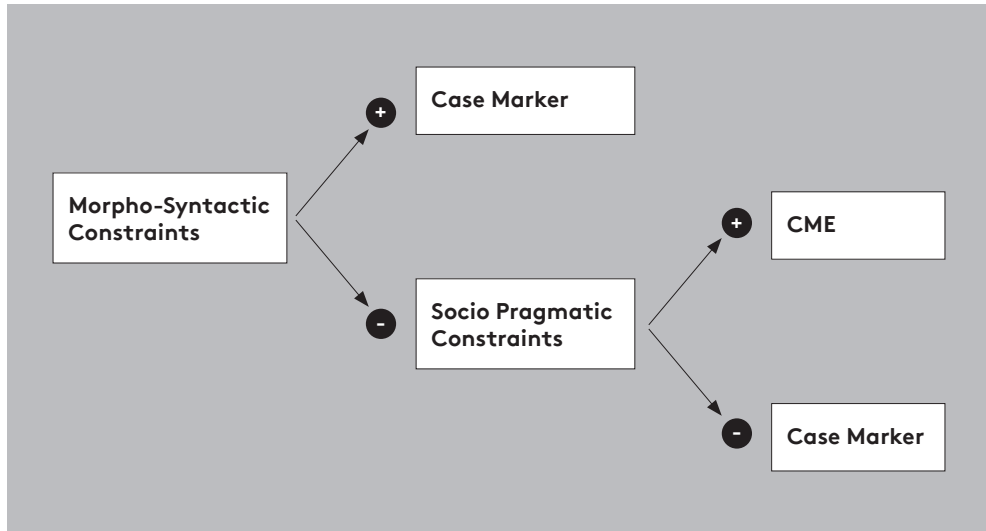 +
Case Marker
Morpho-Syntactic
Constraints
+
CME
-
Socio Pragmatic
Constraints
-
Case Marker